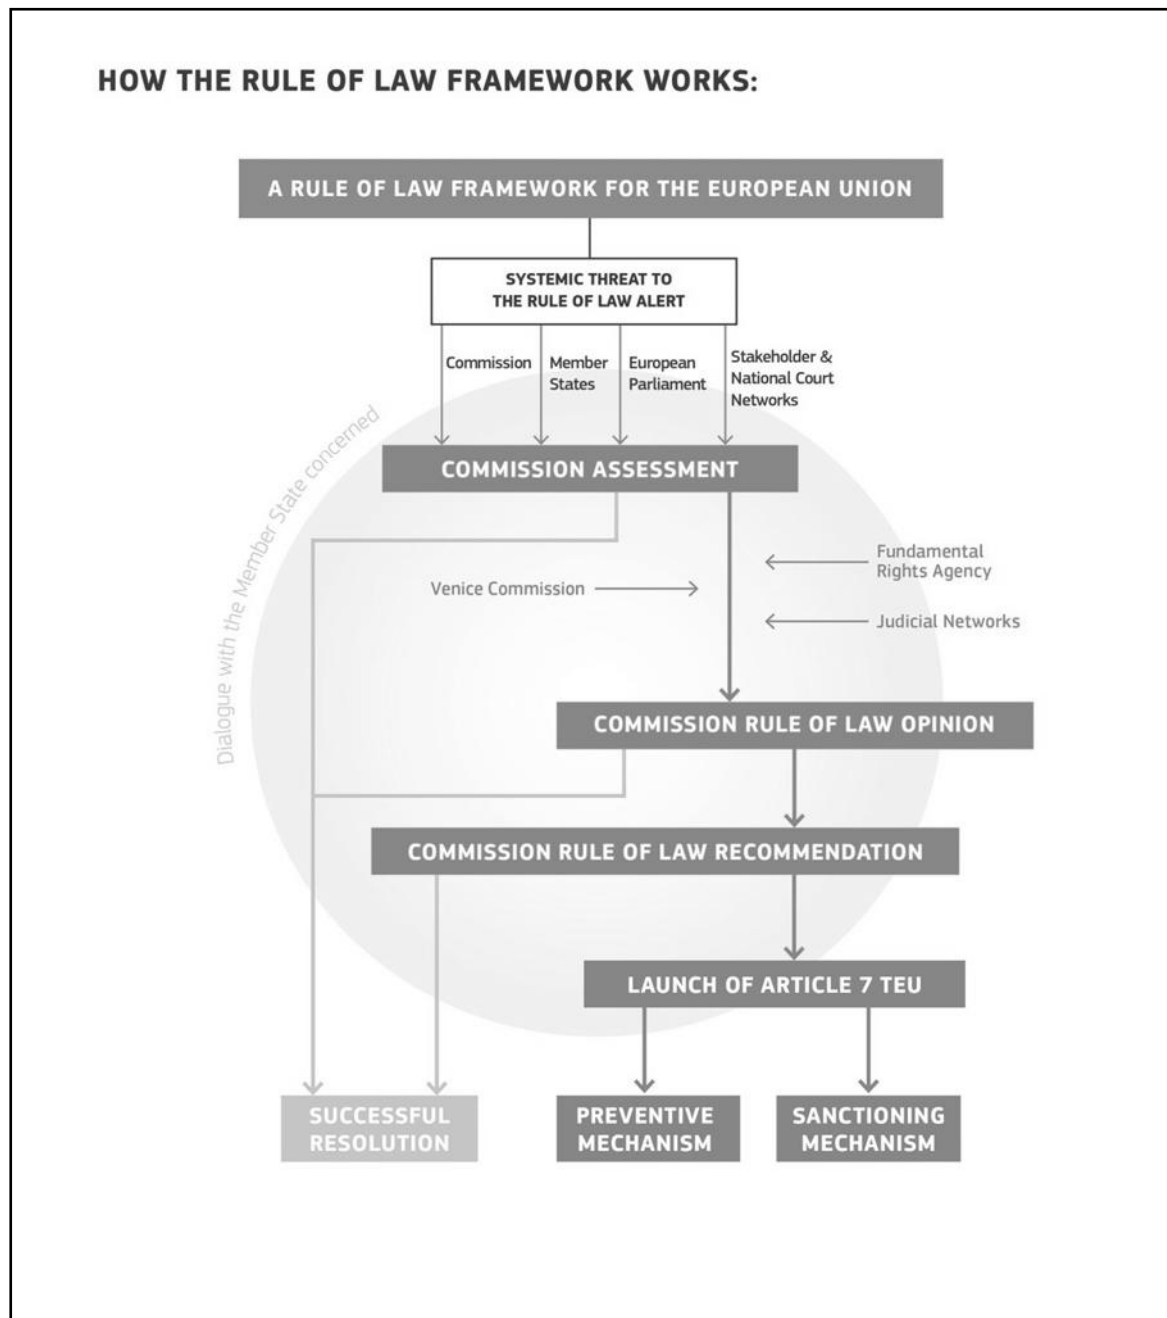 HOW THE RULE OF LAW FRAMEWORK WORKS:
A RULE OF LAW FRAMEWORK FOR THE EUROPEAN UNION
SYSTEMIC THREAT TO
THE RULE OF LAW ALERT
Commission
Member
States
European
Parliament
Stakeholder &
National Court
Networks
Dialogue with the Member State concerned
COMMISSION ASSESSMENT
Fundamental
Rights Agency
Venice Commission
Judicial Networks
COMMISSION RULE OF LAW OPINION
COMMISSION RULE OF LAW RECOMMENDATION
LAUNCH OF ARTICLE 7 TEU
SUCCESSFUL
RESOLUTION
PREVENTIVE
MECHANISM
SANCTIONING
MECHANISM